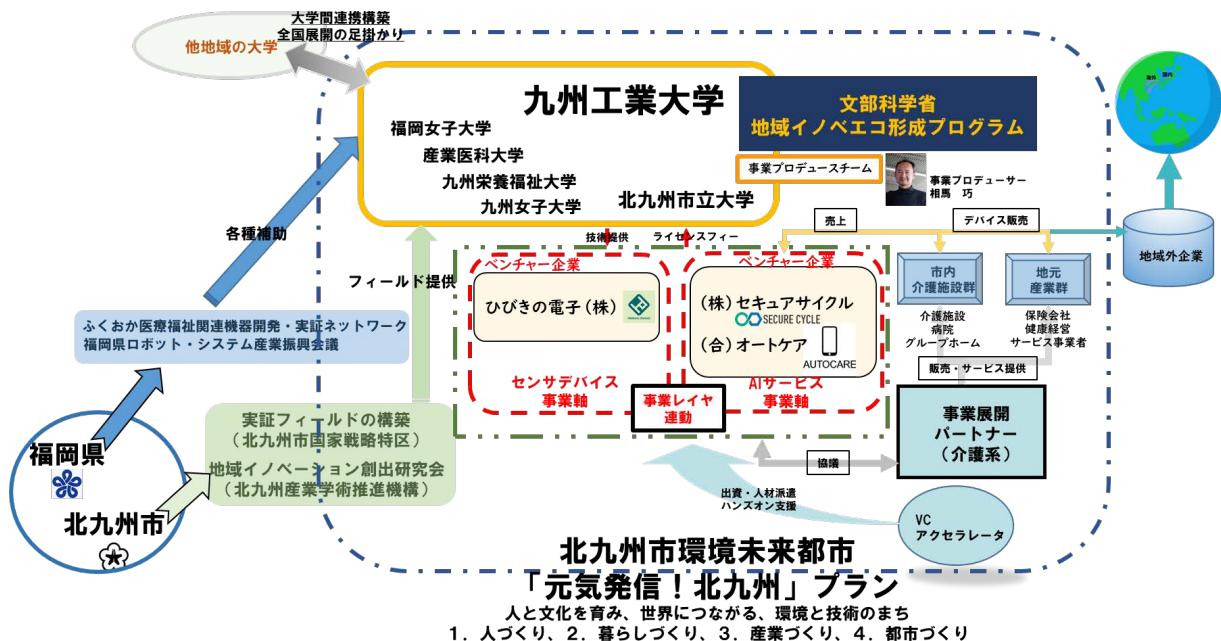 大学間連携構築
全国展開の足掛かり
他地域の大学
九州工業大学
福岡女子大学
産業医科大学
九州栄養福祉大学
九州女子大学
北九州市立大学
文部科学省
地域イノベエコ形成プログラム
事業プロデュースチーム
事業プロデューサー
相馬 巧
海外 国内
各種補助
技術提供
ライセンスフィー
売上
デバイス販売
地域外企業
フィールド提供
ベンチャー企業
ひびきの電子(株)
センサデバイス
事業軸
ベンチャー企業
(株)セキュアサイクル
SECURE CYCLE
(合)オートケア
AUTOCARE
AIサービス
事業軸
事業レイヤ
連動
市内
介護施設群
介護施設
病院
グループホーム
地元
産業群
保険会社
健康経営
サービス事業者
販売・サービス提供
事業展開
パートナー
(介護系)
協議
ふくおか医療福祉関連機器開発・実証ネットワーク
福岡県ロボット・システム産業振興会議
実証フィールドの構築
(北九州市国家戦略特区)
地域イノベーション創出研究会
(北九州産業学術推進機構)
福岡県
北九州市
出資・人材派遣
ハンズオン支援
VC
アクセラレータ
北九州市環境未来都市
「元気発信！北九州」プラン
人と文化を育み、世界につながる、環境と技術のまち
1．人づくり、2．暮らしづくり、3．産業づくり、4．都市づくり